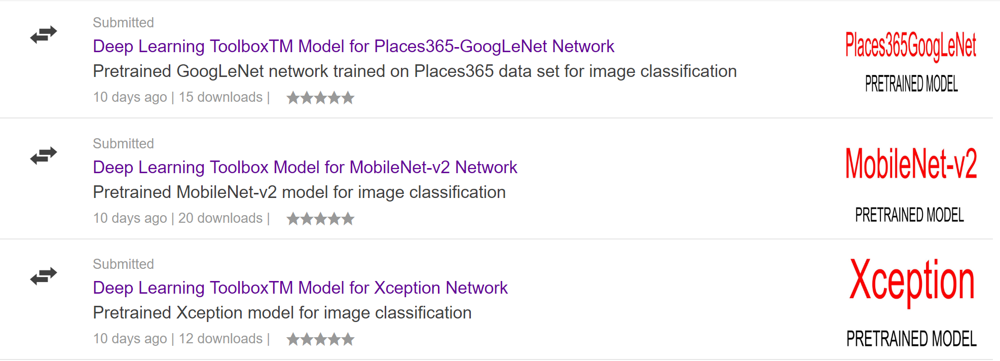 Submitted
Deep Learning ToolboxTM Model for Places365-GoogLeNet Network
Pretrained GoogLeNet network trained on Places365 data set for image classification
10 days ago | 15 downloads |
Places365GoogLeNet
PRETRAINED MODEL
Submitted
Deep Learning Toolbox Model for MobileNet-v2 Network
Pretrained MobileNet-v2 model for image classification
10 days ago | 20 downloads |
MobileNet-v2
PRETRAINED MODEL
Submitted
Deep Learning ToolboxTM Model for Xception Network
Pretrained Xception model for image classification
10 days ago | 12 downloads |
Xception
PRETRAINED MODEL